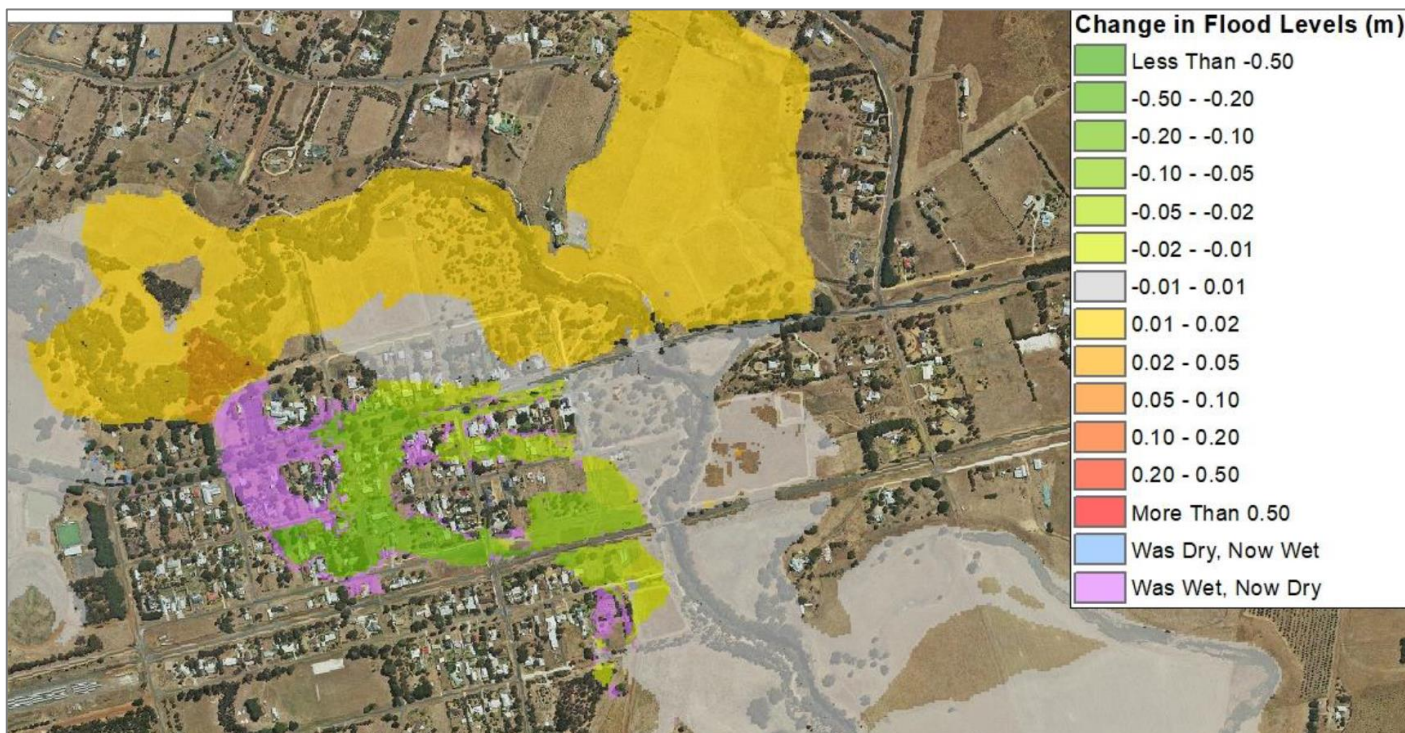 Change in Flood Levels (m)
Less Than -0.50
-0.50 - -0.20
-0.20 - -0.10
-0.10 - -0.05
-0.05 - -0.02
-0.02 - -0.01
-0.01 - 0.01
0.01 - 0.02
0.02 - 0.05
0.05 - 0.10
0.10 - 0.20
0.20 - 0.50
More Than 0.50
Was Dry, Now Wet
Was Wet, Now Dry